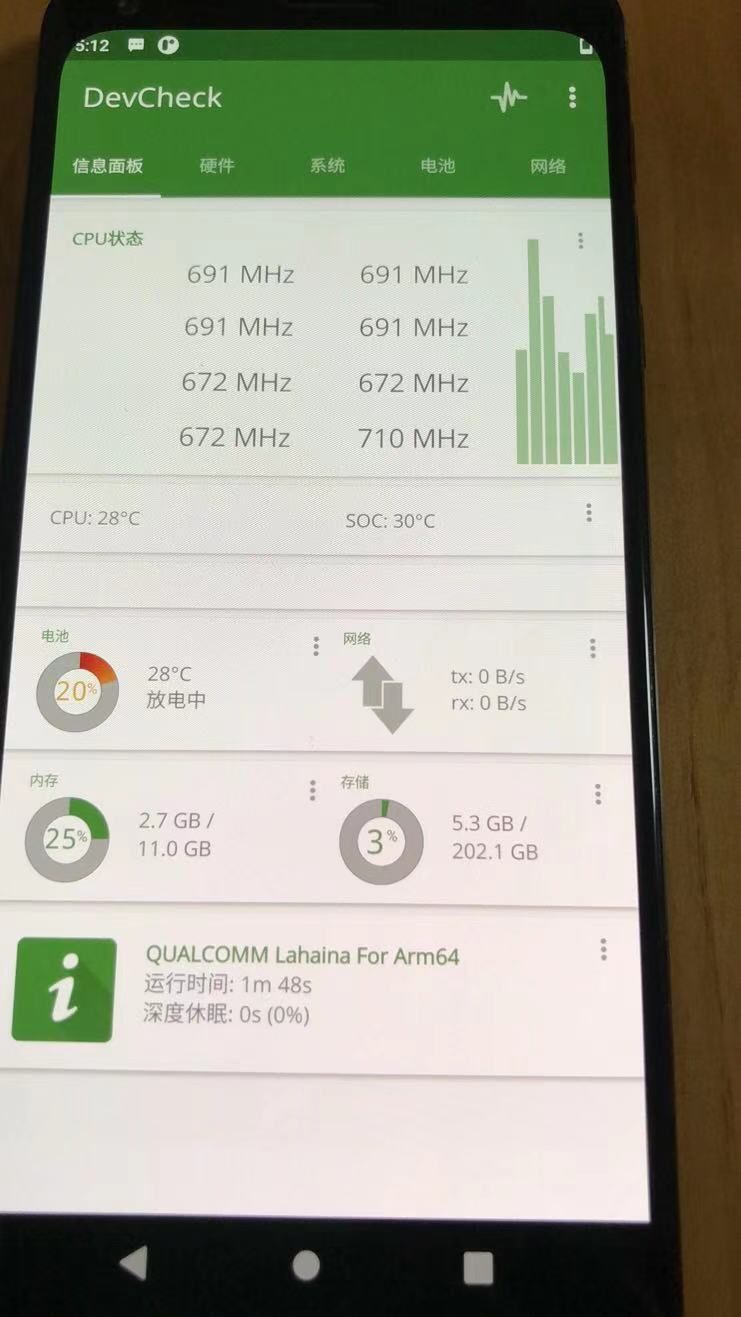 5:12
DevCheck
信息面板 硬件 系统 电池 网络
CPU状态
691 MHz 691 MHz
691 MHz 691 MHz
672 MHz 672 MHz
672 MHz 710 MHz
CPU: 28°C SOC: 30°C
电池 网络
20% 28°C tx: 0 B/s
放电中 rx: 0 B/s
内存 存储
25% 2.7 GB / 3% 5.3 GB /
11.0 GB 202.1 GB
QUALCOMM Lahaina For Arm64
运行时间: 1m 48s
深度休眠: 0s (0%)